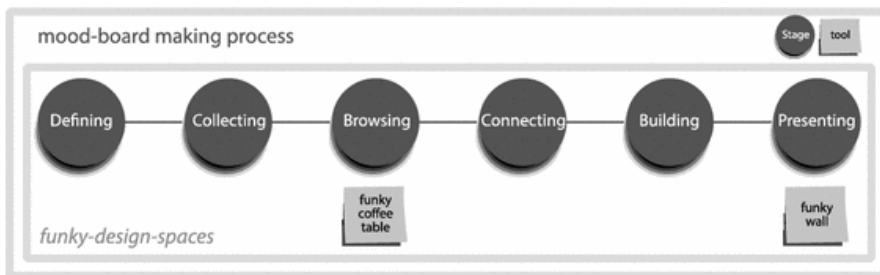 mood-board making process
Stage
tool
Defining
Collecting
Browsing
Connecting
Building
Presenting
funky
coffee
table
funky
wall
funky-design-spaces